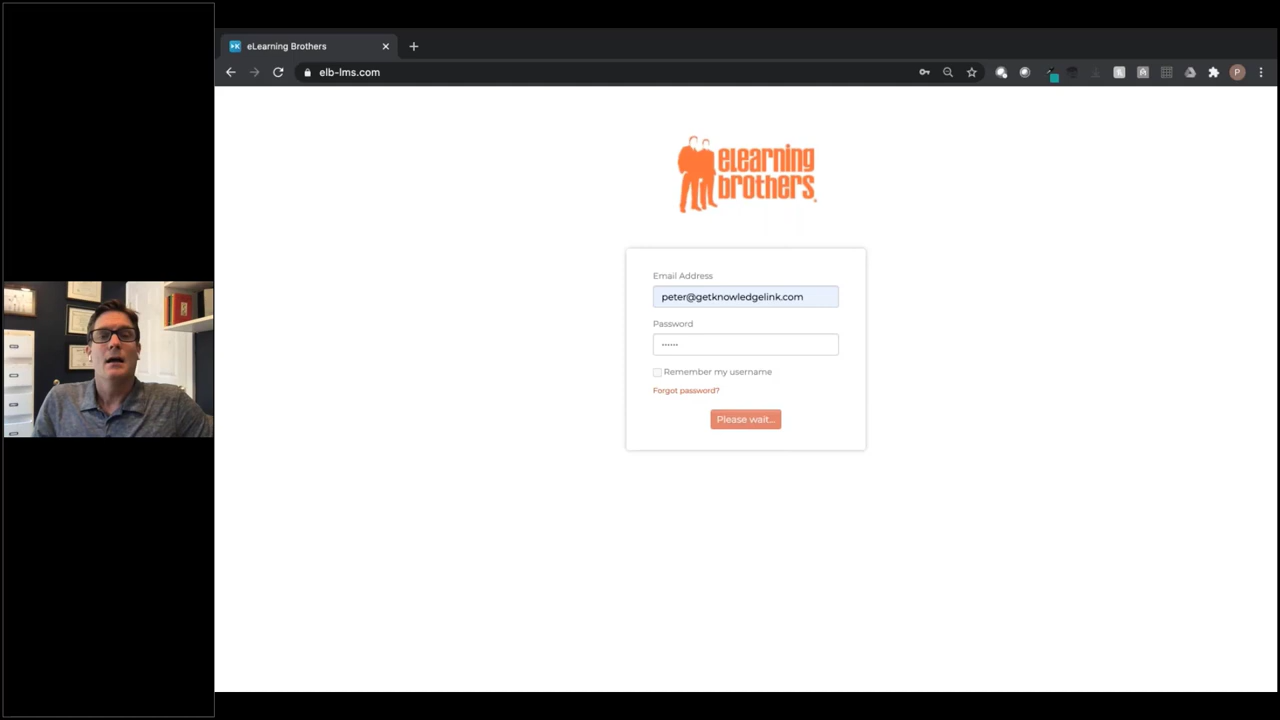 eLearning Brothers
elb-lms.com
P
eLearning
brothers.
Email Address
peter@getknowledgelink.com
Password
••••••
Remember my username
Forgot password?
Please wait...